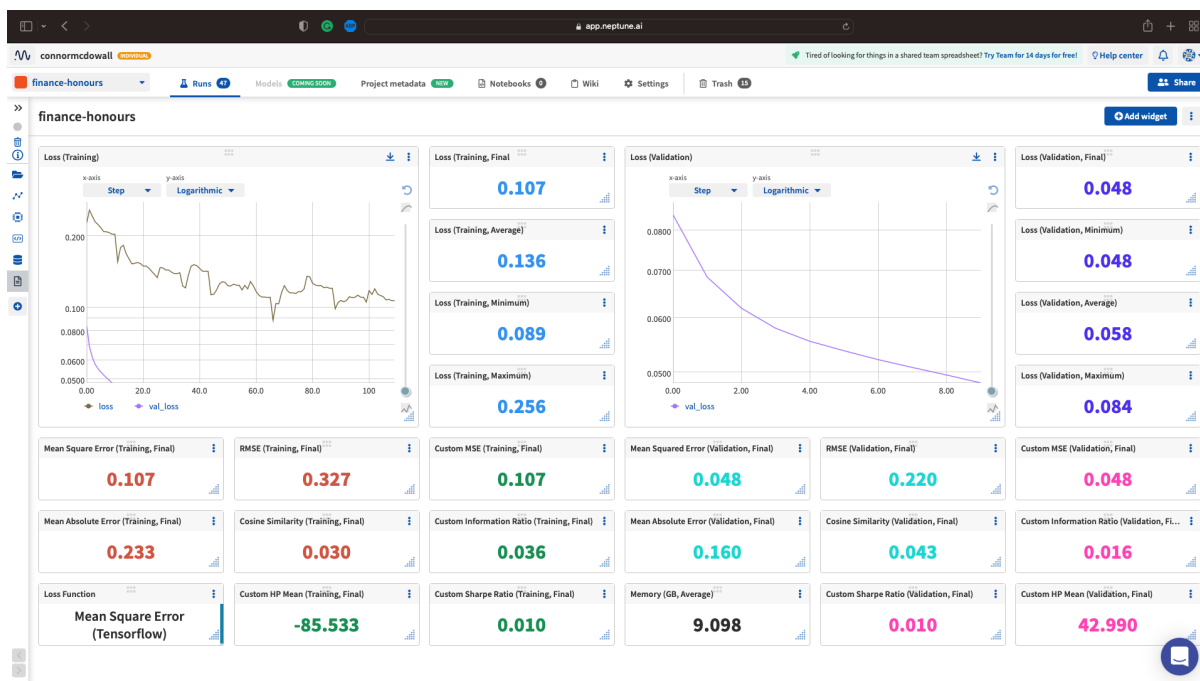 app.neptune.ai
connormcdowall INDIVIDUAL
Tired of looking for things in a shared team spreadsheet? Try Team for 14 days for free!
Help center
finance-honours
Runs 47
Models COMING SOON
Project metadata NEW
Notebooks 0
Wiki
Settings
Trash 15
Share
finance-honours
Add widget
Loss (Training)
x-axis
Step
y-axis
Logarithmic
0.200
0.100
0.0800
0.0600
0.0500
0.00 20.0 40.0 60.0 80.0 100
loss val_loss
Loss (Training, Final
0.107
Loss (Training, Average)
0.136
Loss (Training, Minimum)
0.089
Loss (Training, Maximum)
0.256
Loss (Validation)
x-axis
Step
y-axis
Logarithmic
0.0800
0.0700
0.0600
0.0500
0.00 2.00 4.00 6.00 8.00
val_loss
Loss (Validation, Final)
0.048
Loss (Validation, Minimum)
0.048
Loss (Validation, Average)
0.058
Loss (Validation, Maximum)
0.084
Mean Square Error (Training, Final)
0.107
RMSE (Training, Final)
0.327
Custom MSE (Training, Final)
0.107
Mean Squared Error (Validation, Final)
0.048
RMSE (Validation, Final)
0.220
Custom MSE (Validation, Final)
0.048
Mean Absolute Error (Training, Final)
0.233
Cosine Similarity (Training, Final)
0.030
Custom Information Ratio (Training, Final)
0.036
Mean Absolute Error (Validation, Final)
0.160
Cosine Similarity (Validation, Final)
0.043
Custom Information Ratio (Validation, Fi...
0.016
Loss Function
Mean Square Error
(Tensorflow)
Custom HP Mean (Training, Final)
-85.533
Custom Sharpe Ratio (Training, Final)
0.010
Memory (GB, Average)
9.098
Custom Sharpe Ratio (Validation, Final)
0.010
Custom HP Mean (Validation, Final)
42.990